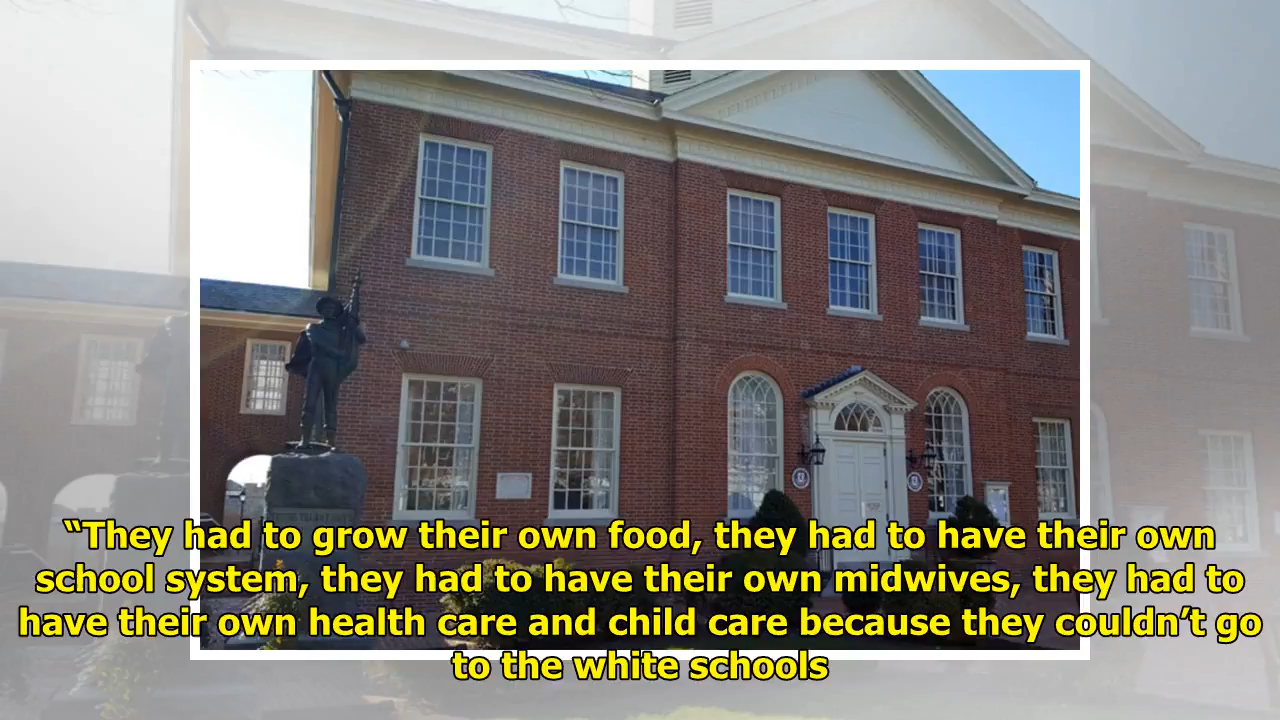 “They had to grow their own food, they had to have their own
school system, they had to have their own midwives, they had to
have their own health care and child care because they couldn’t go
to the white schools